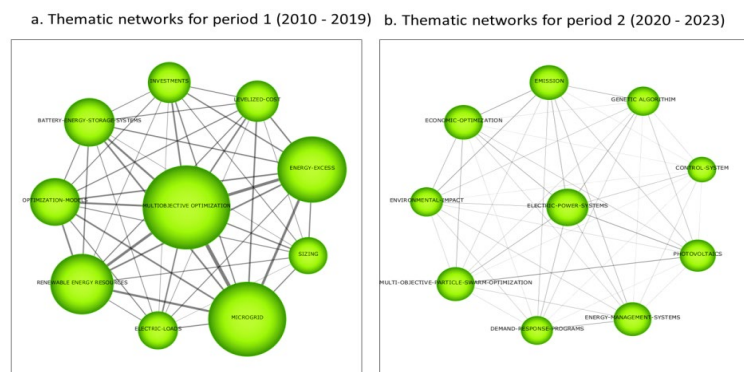 a. Thematic networks for period 1 (2010 - 2019)
b. Thematic networks for period 2 (2020 - 2023)
INVESTMENTS
LEVELIZED-COST
BATTERY-ENERGY-STORAGE-SYSTEMS
ENERGY-EXCESS
MULTIOBJECTIVE OPTIMIZATION
OPTIMIZATION-MODELS
SIZING
RENEWABLE ENERGY RESOURCES
MICROGRID
ELECTRIC-LOADS
EMISSION
GENETIC ALGORITHIM
ECONOMIC-OPTIMIZATION
CONTROL-SYSTEM
ENVIRONMENTAL-IMPACT
ELECTRIC-POWER-SYSTEMS
PHOTOVOLTAICS
MULTI-OBJECTIVE-PARTICLE-SWARM-OPTIMIZATION
ENERGY-MANAGEMENT-SYSTEMS
DEMAND-RESPONSE-PROGRAMS